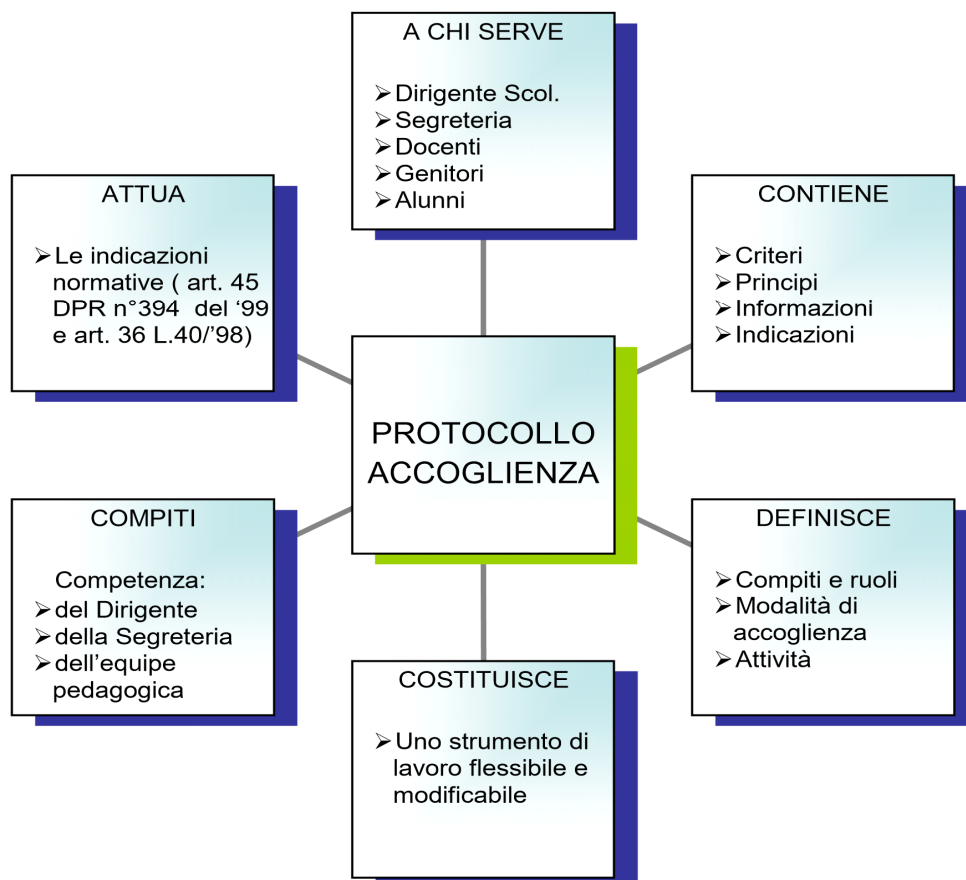 A CHI SERVE
➢Dirigente Scol.
➢Segreteria
➢Docenti
➢Genitori
➢Alunni
ATTUA
➢Le indicazioni
normative ( art. 45
DPR n°394 del ‘99
e art. 36 L.40/’98)
CONTIENE
➢Criteri
➢Principi
➢Informazioni
➢Indicazioni
PROTOCOLLO
ACCOGLIENZA
COMPITI
Competenza:
➢del Dirigente
➢della Segreteria
➢dell’equipe
pedagogica
DEFINISCE
➢Compiti e ruoli
➢Modalità di
accoglienza
➢Attività
COSTITUISCE
➢Uno strumento di
lavoro flessibile e
modificabile